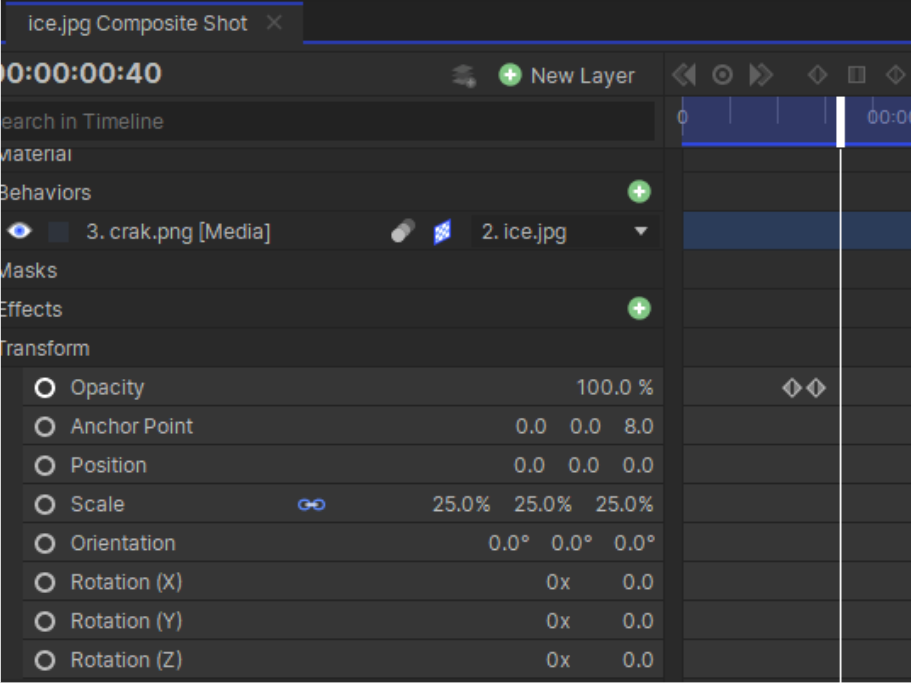 ice.jpg Composite Shot
00:00:00:40 New Layer
earch in Timeline 0 00:0
Material
Behaviors
3. crak.png [Media] 2. ice.jpg
Masks
Effects
Transform
Opacity 100.0 %
Anchor Point 0.0 0.0 8.0
Position 0.0 0.0 0.0
Scale 25.0% 25.0% 25.0%
Orientation 0.0° 0.0° 0.0°
Rotation (X) 0x 0.0
Rotation (Y) 0x 0.0
Rotation (Z) 0x 0.0